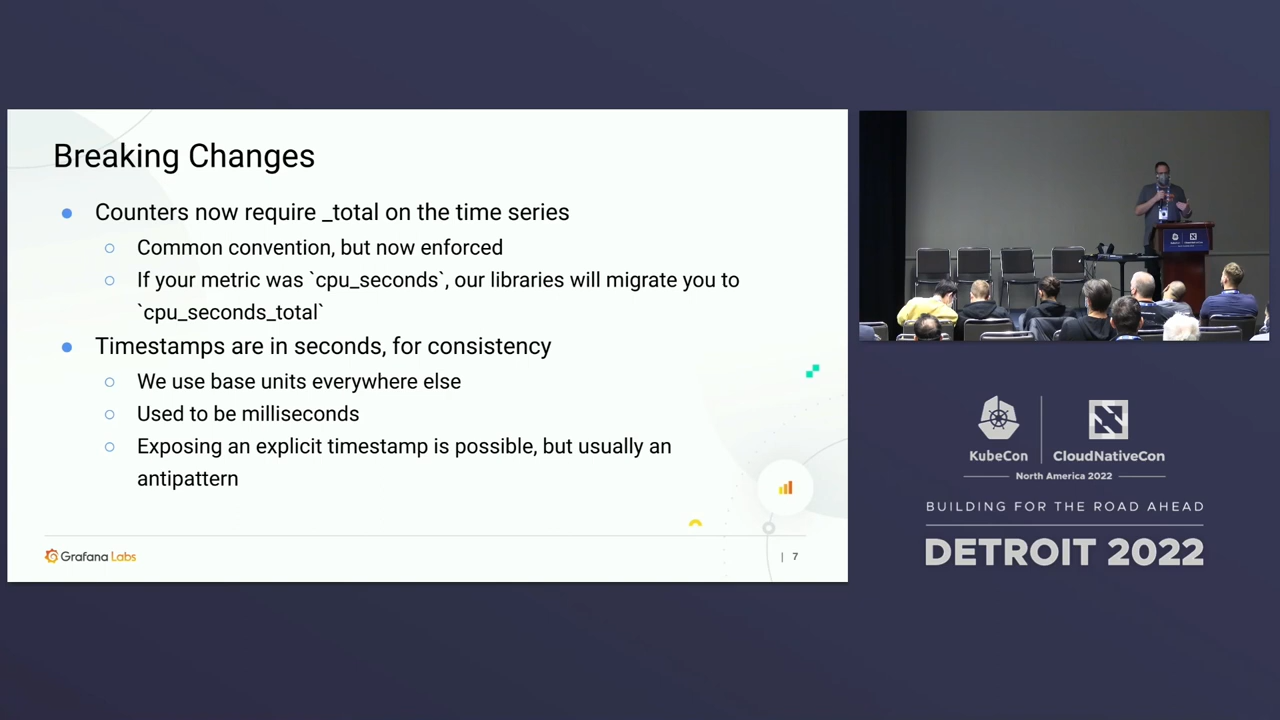 Breaking Changes
Counters now require _total on the time series
Common convention, but now enforced
If your metric was `cpu_seconds`, our libraries will migrate you to
`cpu_seconds_total`
Timestamps are in seconds, for consistency
We use base units everywhere else
Used to be milliseconds
Exposing an explicit timestamp is possible, but usually an
antipattern
Grafana Labs
| 7
KubeCon
CloudNativeCon
North America 2022
BUILDING FOR THE ROAD AHEAD
DETROIT 2022